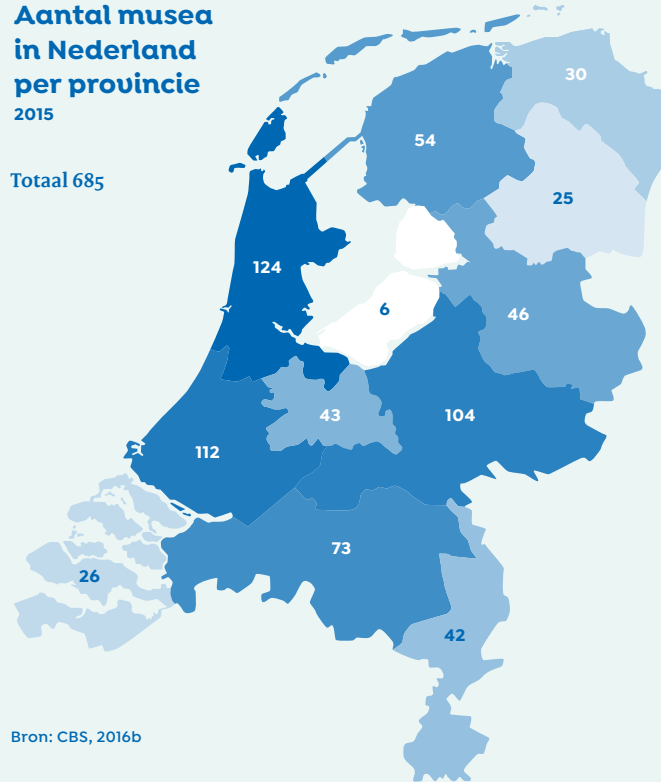 Aantal musea
in Nederland
per provincie
2015
Totaal 685
30
54
25
124
6
46
43
104
112
73
26
42
Bron: CBS, 2016b